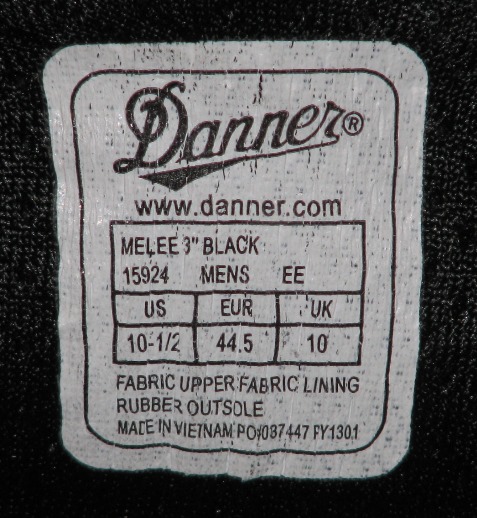 Danner®
www.danner.com
MELEE 3" BLACK
15924 MENS EE
US EUR UK
10-1/2 44.5 10
FABRIC UPPER FABRIC LINING
RUBBER OUTSOLE
MADE IN VIETNAM PO:087447 FY1301